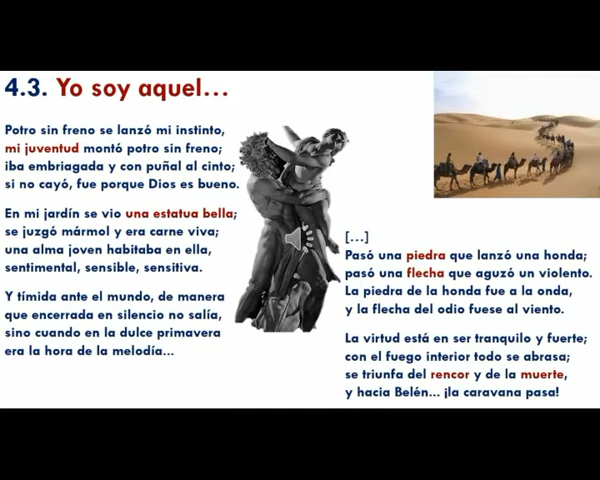 4.3. Yo soy aquel…
Potro sin freno se lanzó mi instinto,
mi juventud montó potro sin freno;
iba embriagada y con puñal al cinto;
si no cayó, fue porque Dios es bueno.
En mi jardín se vio una estatua bella;
se juzgó mármol y era carne viva;
una alma joven habitaba en ella,
sentimental, sensible, sensitiva.
Y tímida ante el mundo, de manera
que encerrada en silencio no salía,
sino cuando en la dulce primavera
era la hora de la melodía…
[…]
Pasó una piedra que lanzó una honda;
pasó una flecha que aguzó un violento.
La piedra de la honda fue a la onda,
y la flecha del odio fuese al viento.
La virtud está en ser tranquilo y fuerte;
con el fuego interior todo se abrasa;
se triunfa del rencor y de la muerte,
y hacia Belén… ¡la caravana pasa!